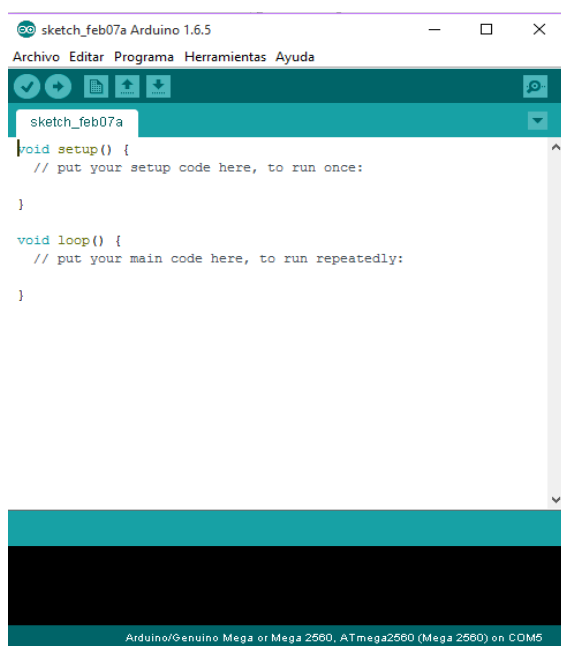 sketch_feb07a Arduino 1.6.5
Archivo Editar Programa Herramientas Ayuda
sketch_feb07a
void setup() {
// put your setup code here, to run once:
}
void loop() {
// put your main code here, to run repeatedly:
}
Arduino/Genuino Mega or Mega 2560, ATmega2560 (Mega 2560) on COM5